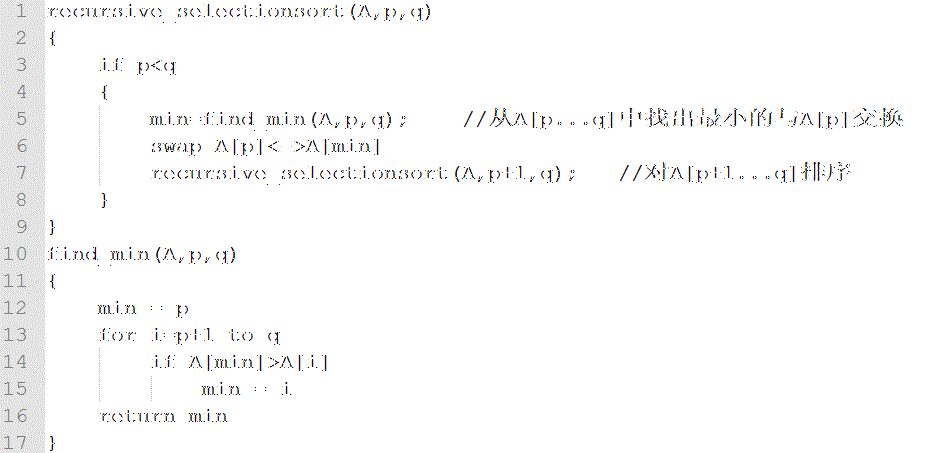 1 recursive_selectionsort(A,p,q)
2 {
3 if p<q
4 {
5 min=find_min(A,p,q); //从A[p...q]中找出最小的与A[p]交换
6 swap A[p]<->A[min]
7 recursive_selectionsort(A,p+1,q); //对A[p+1...q]排序
8 }
9 }
10 find_min(A,p,q)
11 {
12 min = p
13 for i=p+1 to q
14 if A[min]>A[i]
15 min = i
16 return min
17 }